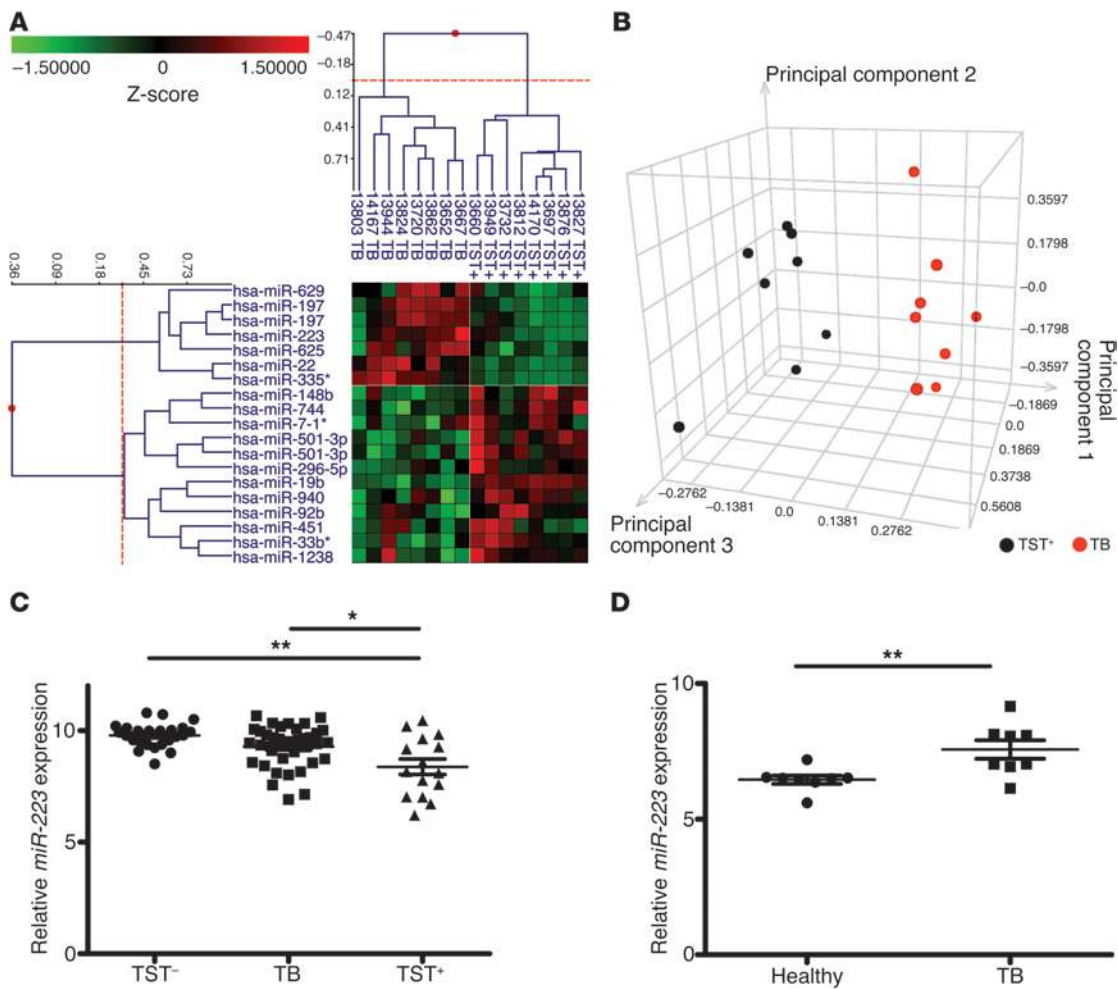 A
−1.50000 0 1.50000
Z-score
−0.47
−0.18
0.12
0.41
0.71
13803 TB
14167 TB
13944 TB
13824 TB
13720 TB
13862 TB
13652 TB
13667 TB
13660 TST+
13949 TST+
13732 TST+
13812 TST+
14170 TST+
13697 TST+
13876 TST+
13827 TST+
0.36
0.09
0.18
0.45
0.73
hsa-miR-629
hsa-miR-197
hsa-miR-197
hsa-miR-223
hsa-miR-625
hsa-miR-22
hsa-miR-335*
hsa-miR-148b
hsa-miR-744
hsa-miR-7-1*
hsa-miR-501-3p
hsa-miR-501-3p
hsa-miR-296-5p
hsa-miR-19b
hsa-miR-940
hsa-miR-92b
hsa-miR-451
hsa-miR-33b*
hsa-miR-1238
B
Principal component 2
0.3597
0.1798
−0.0
−0.1798
−0.3597
Principal
component 1
−0.1869
0.0
0.1869
0.3738
0.5608
−0.2762
−0.1381
0.0
0.1381
0.2762
Principal
component 3
TST⁺ TB
C
*
**
Relative miR-223 expression
10
5
0
TST⁻ TB TST⁺
D
**
Relative miR-223 expression
10
5
0
Healthy TB